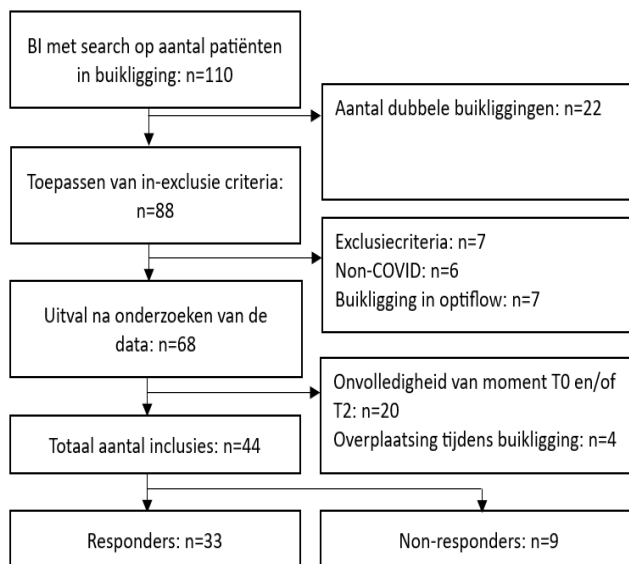 BI met search op aantal patiënten
in buikligging: n=110
Aantal dubbele buikliggingen: n=22
Toepassen van in-exclusie criteria:
n=88
Exclusiecriteria: n=7
Non-COVID: n=6
Buikligging in optiflow: n=7
Uitval na onderzoeken van de
data: n=68
Onvolledigheid van moment T0 en/of
T2: n=20
Overplaatsing tijdens buikligging: n=4
Totaal aantal inclusies: n=44
Responders: n=33
Non-responders: n=9